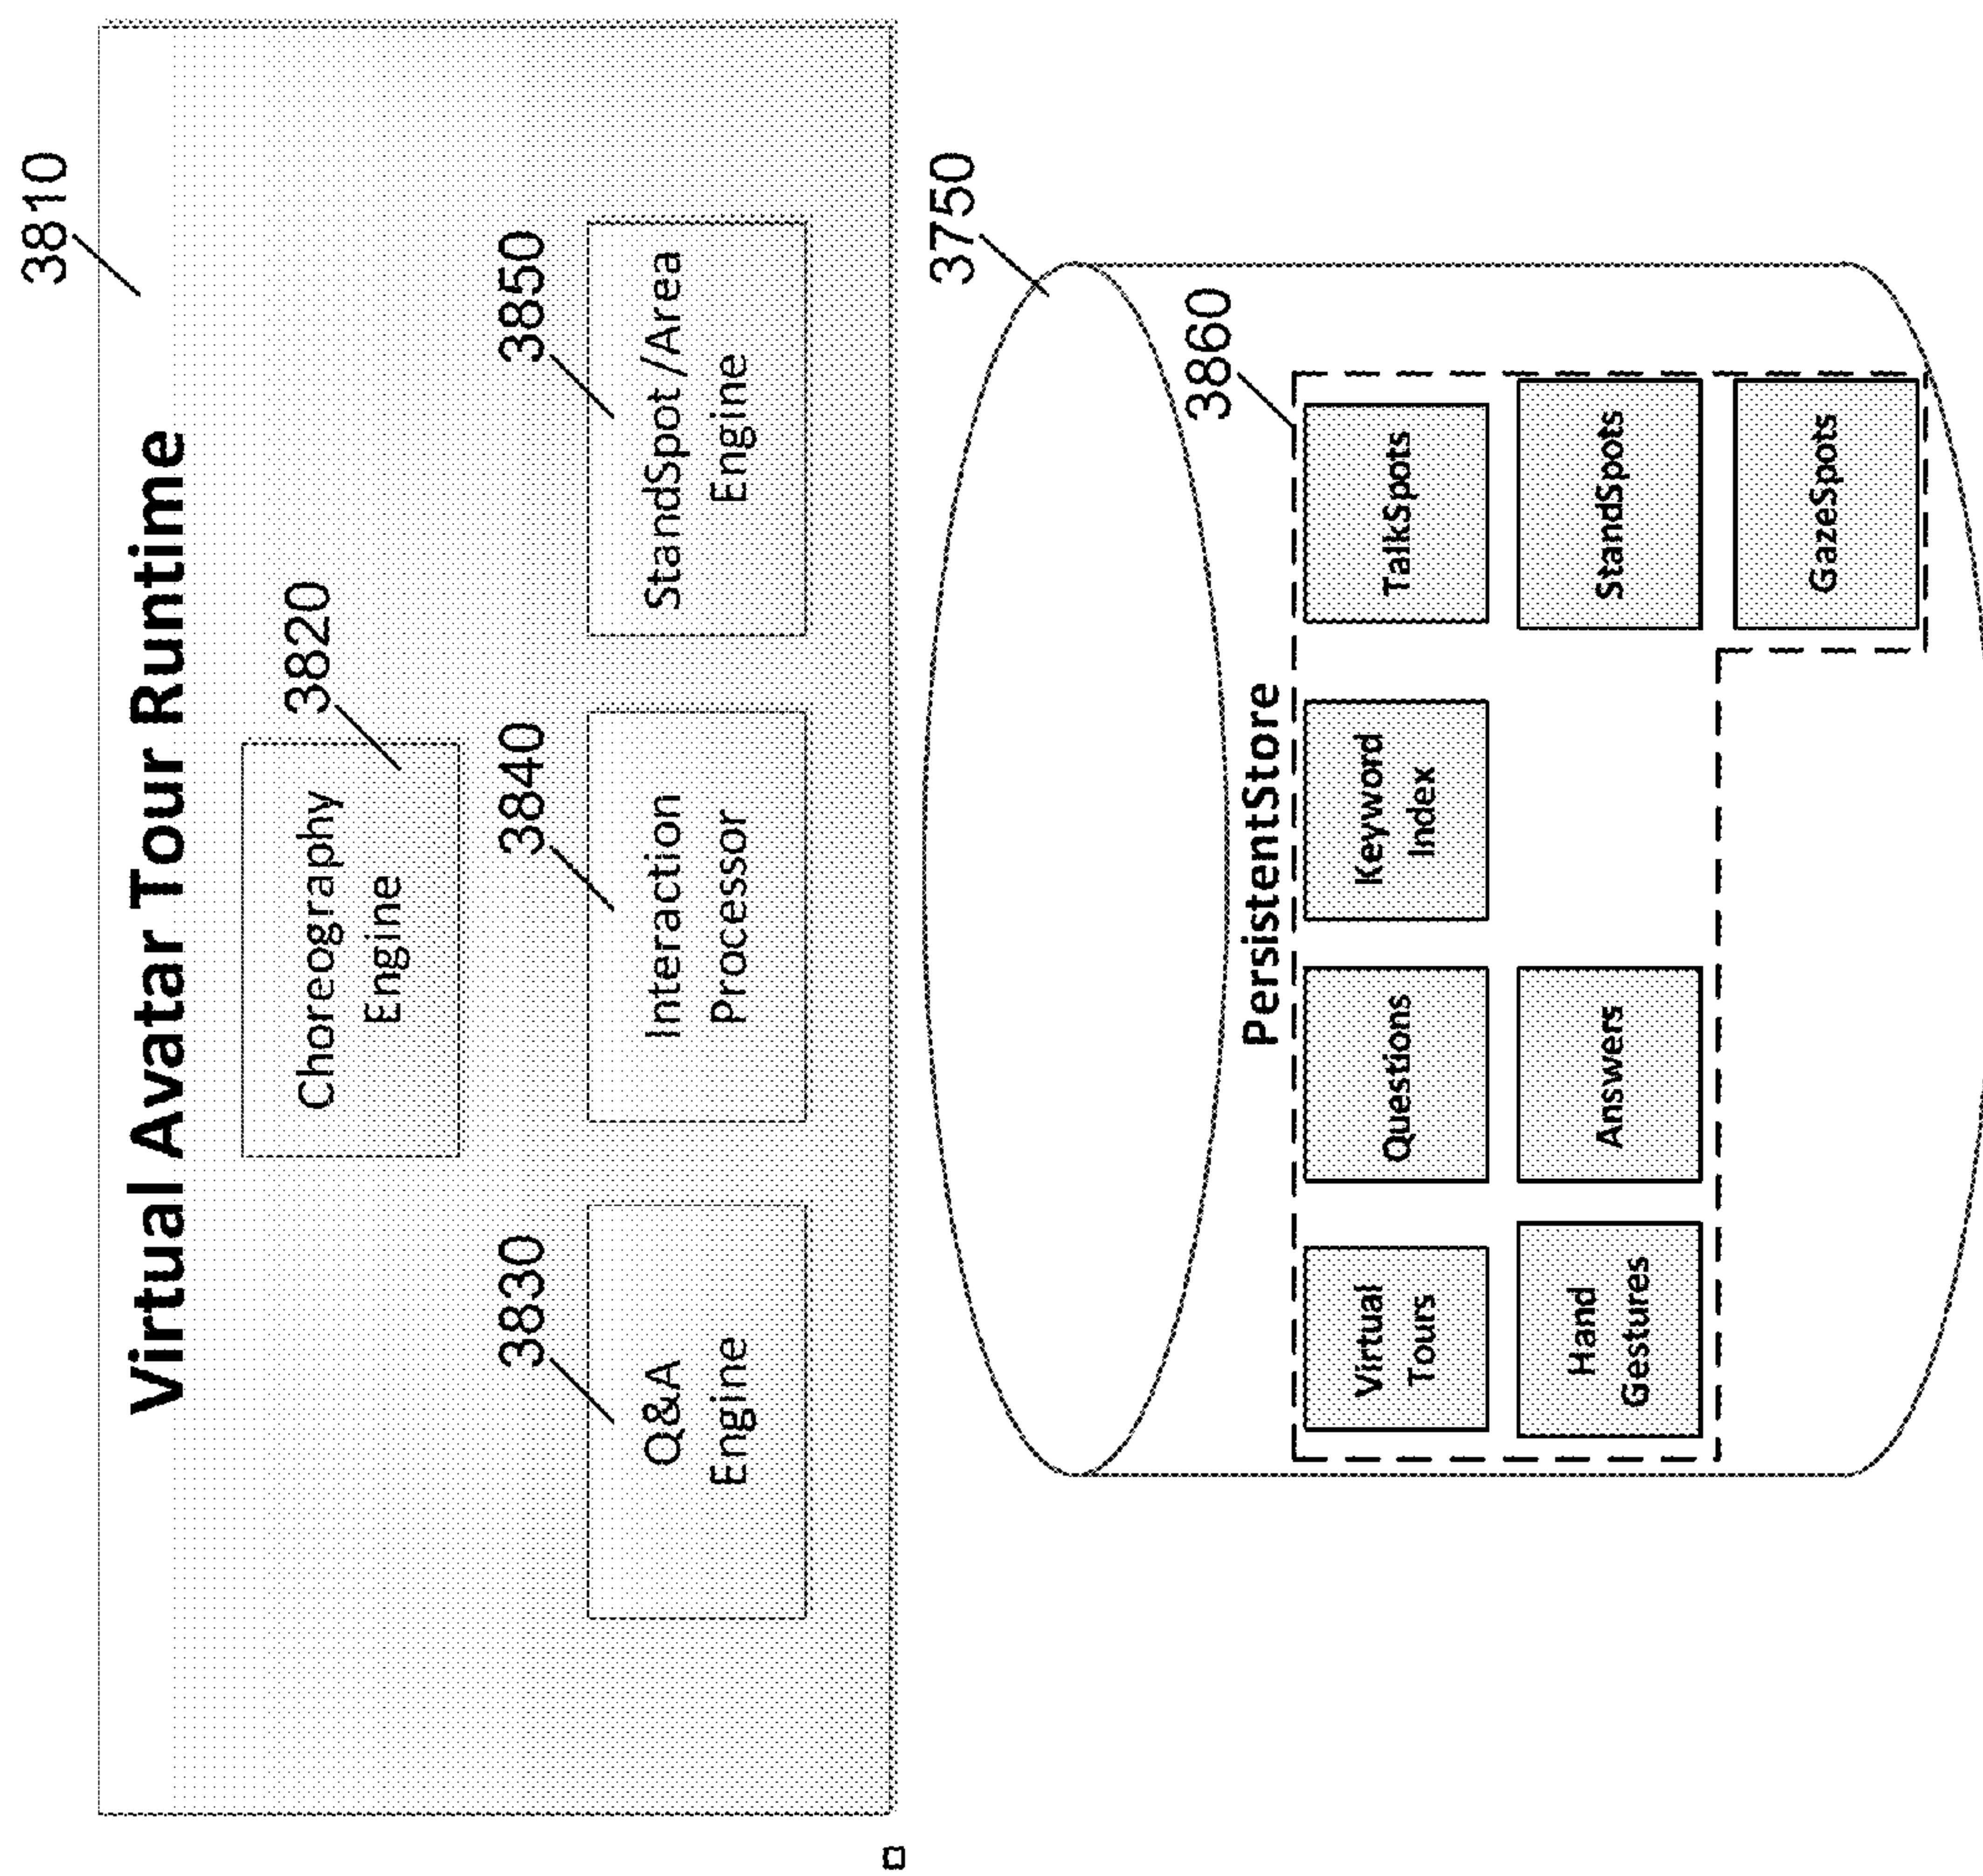 3810
Virtual Avatar Tour Runtime
3820
Choreography
Engine
3830
Q&A
Engine
3840
Interaction
Processor
3850
StandSpot /Area
Engine
3750
PersistentStore
3860
Virtual
Tours
Questions
Keyword
Index
TalkSpots
Hand
Gestures
Answers
StandSpots
GazeSpots